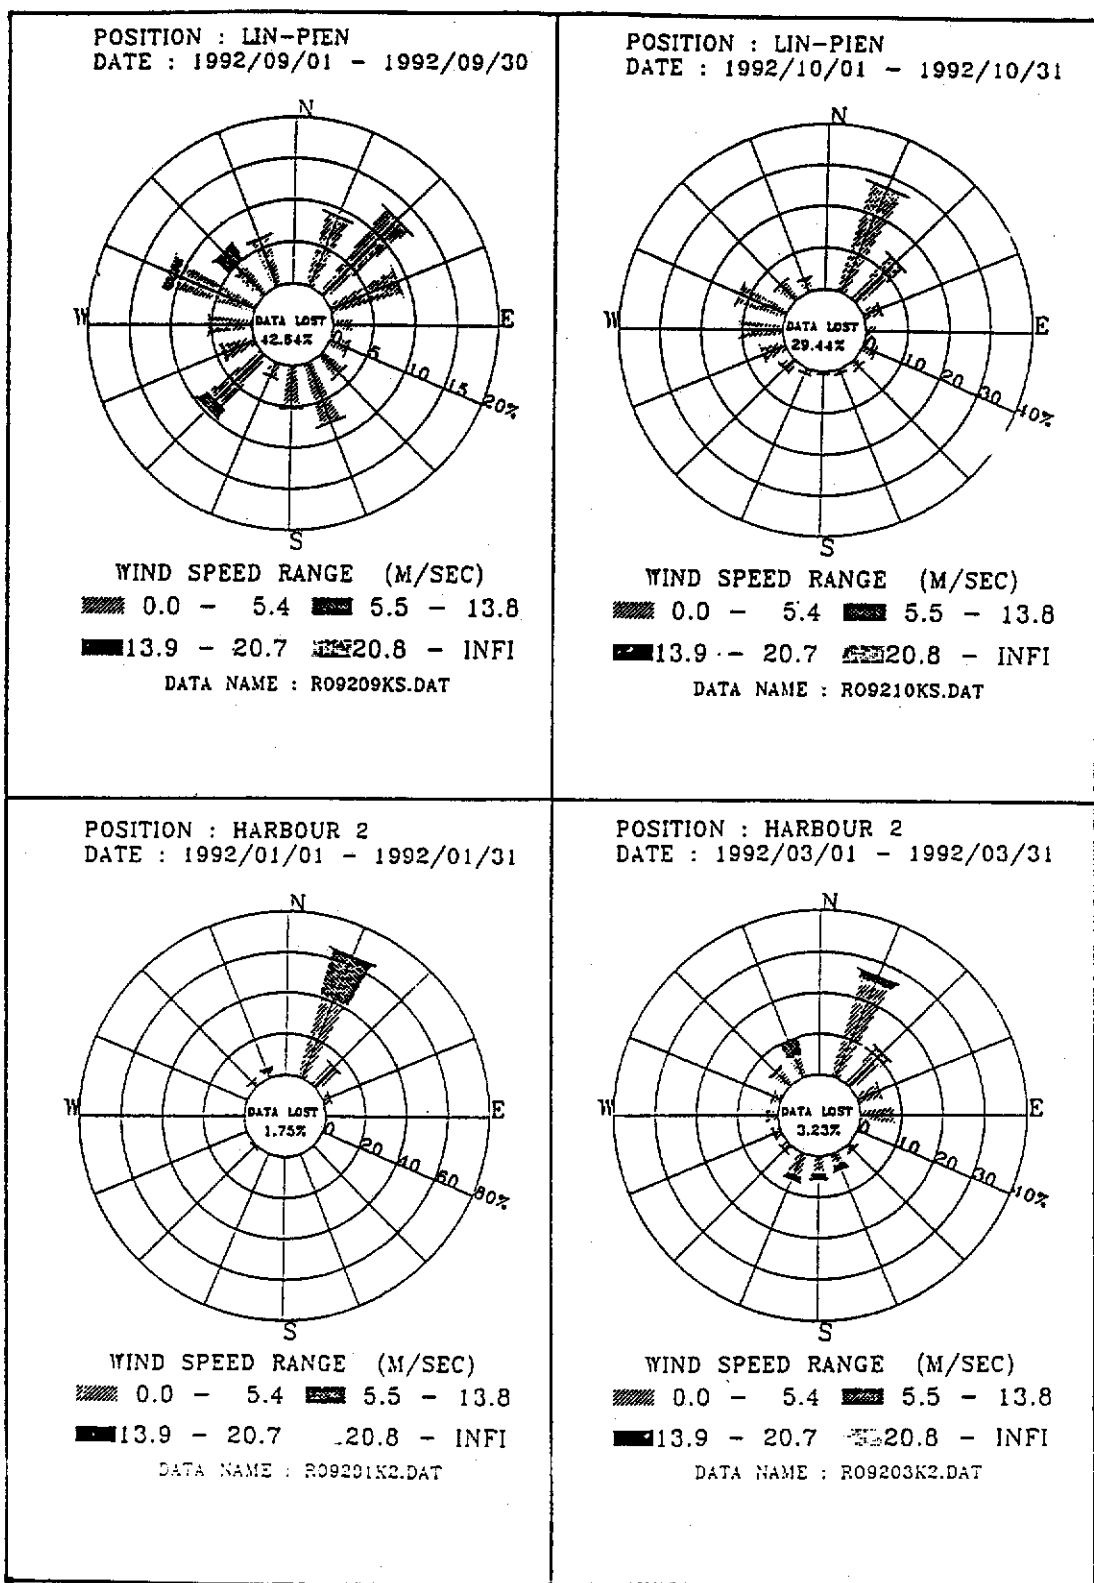 POSITION : LIN-PIEN
DATE : 1992/09/01 - 1992/09/30
N
W
E
DATA LOST
42.54%
0 5 10 15 20%
S
WIND SPEED RANGE (M/SEC)
0.0 - 5.4 5.5 - 13.8
13.9 - 20.7 20.8 - INFI
DATA NAME : RO9209KS.DAT
POSITION : LIN-PIEN
DATE : 1992/10/01 - 1992/10/31
N
W
E
DATA LOST
29.44%
0 10 20 30 40%
S
WIND SPEED RANGE (M/SEC)
0.0 - 5.4 5.5 - 13.8
13.9 - 20.7 20.8 - INFI
DATA NAME : RO9210KS.DAT
POSITION : HARBOUR 2
DATE : 1992/01/01 - 1992/01/31
N
W
E
DATA LOST
1.75%
0 20 40 60 80%
S
WIND SPEED RANGE (M/SEC)
0.0 - 5.4 5.5 - 13.8
13.9 - 20.7 20.8 - INFI
DATA NAME : RO9201K2.DAT
POSITION : HARBOUR 2
DATE : 1992/03/01 - 1992/03/31
N
W
E
DATA LOST
3.23%
0 10 20 30 40%
S
WIND SPEED RANGE (M/SEC)
0.0 - 5.4 5.5 - 13.8
13.9 - 20.7 20.8 - INFI
DATA NAME : RO9203K2.DAT